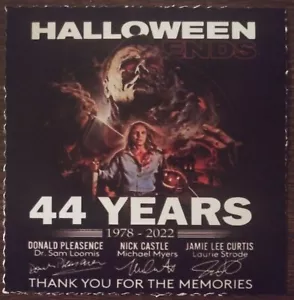 HALLOWEEN
ENDS
44 YEARS
1978 - 2022
DONALD PLEASENCE NICK CASTLE JAMIE LEE CURTIS
Dr. Sam Loomis Michael Myers Laurie Strode
THANK YOU FOR THE MEMORIES